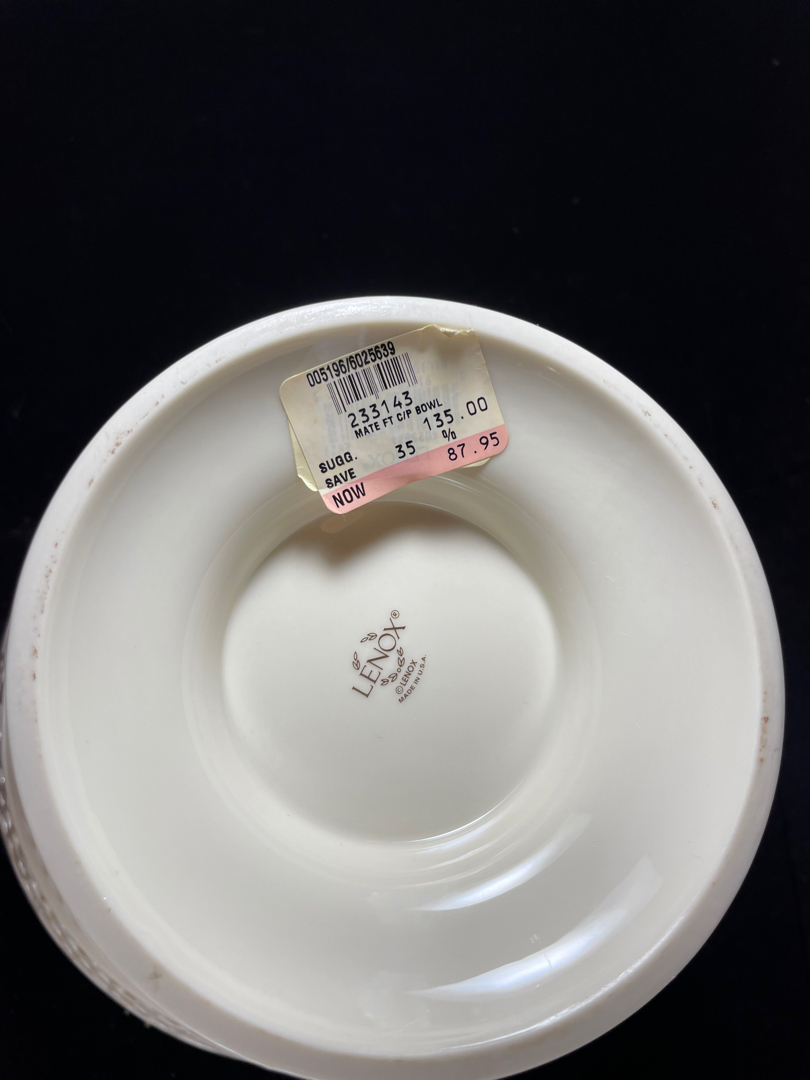 005196/6025639
233143
MATE FT C/P BOWL
SUGG. 135.00
SAVE 35 %
NOW 87.95
LENOX®
© LENOX
MADE IN U.S.A.